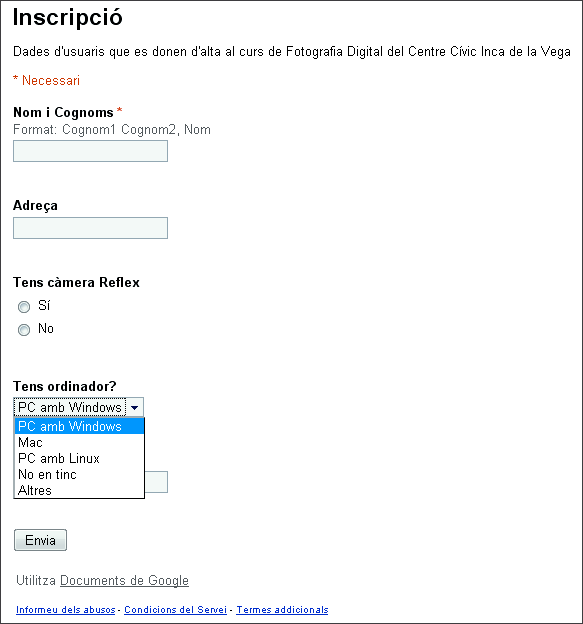 Inscripció
Dades d'usuaris que es donen d'alta al curs de Fotografia Digital del Centre Cívic Inca de la Vega
* Necessari
Nom i Cognoms *
Format: Cognom1 Cognom2, Nom
Adreça
Tens càmera Reflex
Sí
No
Tens ordinador?
PC amb Windows
PC amb Windows
Mac
PC amb Linux
No en tinc
Altres
Envia
Utilitza Documents de Google
Informeu dels abusos - Condicions del Servei - Termes addicionals